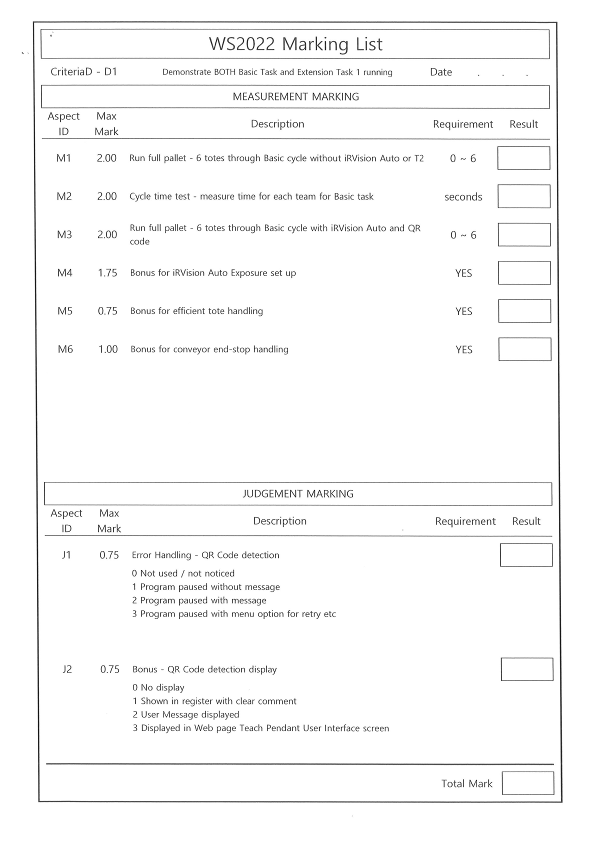 WS2022 Marking List
CriteriaD - D1 Demonstrate BOTH Basic Task and Extension Task 1 running Date . . .
MEASUREMENT MARKING
Aspect ID Max Mark Description Requirement Result
M1 2.00 Run full pallet - 6 totes through Basic cycle without iRVision Auto or T2 0 ~ 6
M2 2.00 Cycle time test - measure time for each team for Basic task seconds
M3 2.00 Run full pallet - 6 totes through Basic cycle with iRVision Auto and QR code 0 ~ 6
M4 1.75 Bonus for iRVision Auto Exposure set up YES
M5 0.75 Bonus for efficient tote handling YES
M6 1.00 Bonus for conveyor end-stop handling YES
JUDGEMENT MARKING
Aspect ID Max Mark Description Requirement Result
J1 0.75 Error Handling - QR Code detection
0 Not used / not noticed
1 Program paused without message
2 Program paused with message
3 Program paused with menu option for retry etc
J2 0.75 Bonus - QR Code detection display
0 No display
1 Shown in register with clear comment
2 User Message displayed
3 Displayed in Web page Teach Pendant User Interface screen
Total Mark